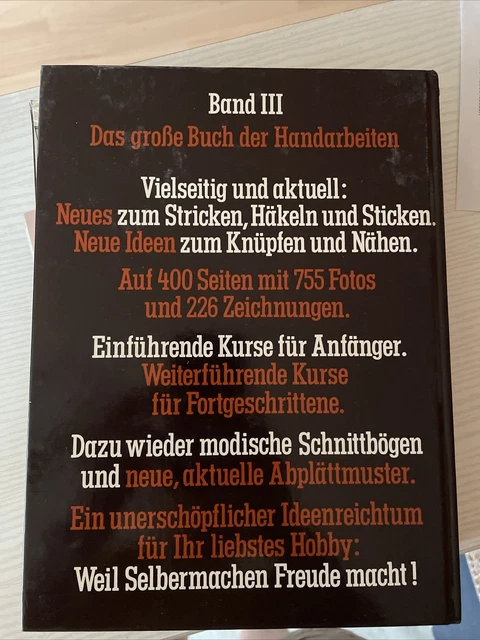 Band III
Das große Buch der Handarbeiten
Vielseitig und aktuell:
Neues zum Stricken, Häkeln und Sticken.
Neue Ideen zum Knüpfen und Nähen.
Auf 400 Seiten mit 755 Fotos
und 226 Zeichnungen.
Einführende Kurse für Anfänger.
Weiterführende Kurse
für Fortgeschrittene.
Dazu wieder modische Schnittbögen
und neue, aktuelle Abplättmuster.
Ein unerschöpflicher Ideenreichtum
für Ihr liebstes Hobby:
Weil Selbermachen Freude macht!